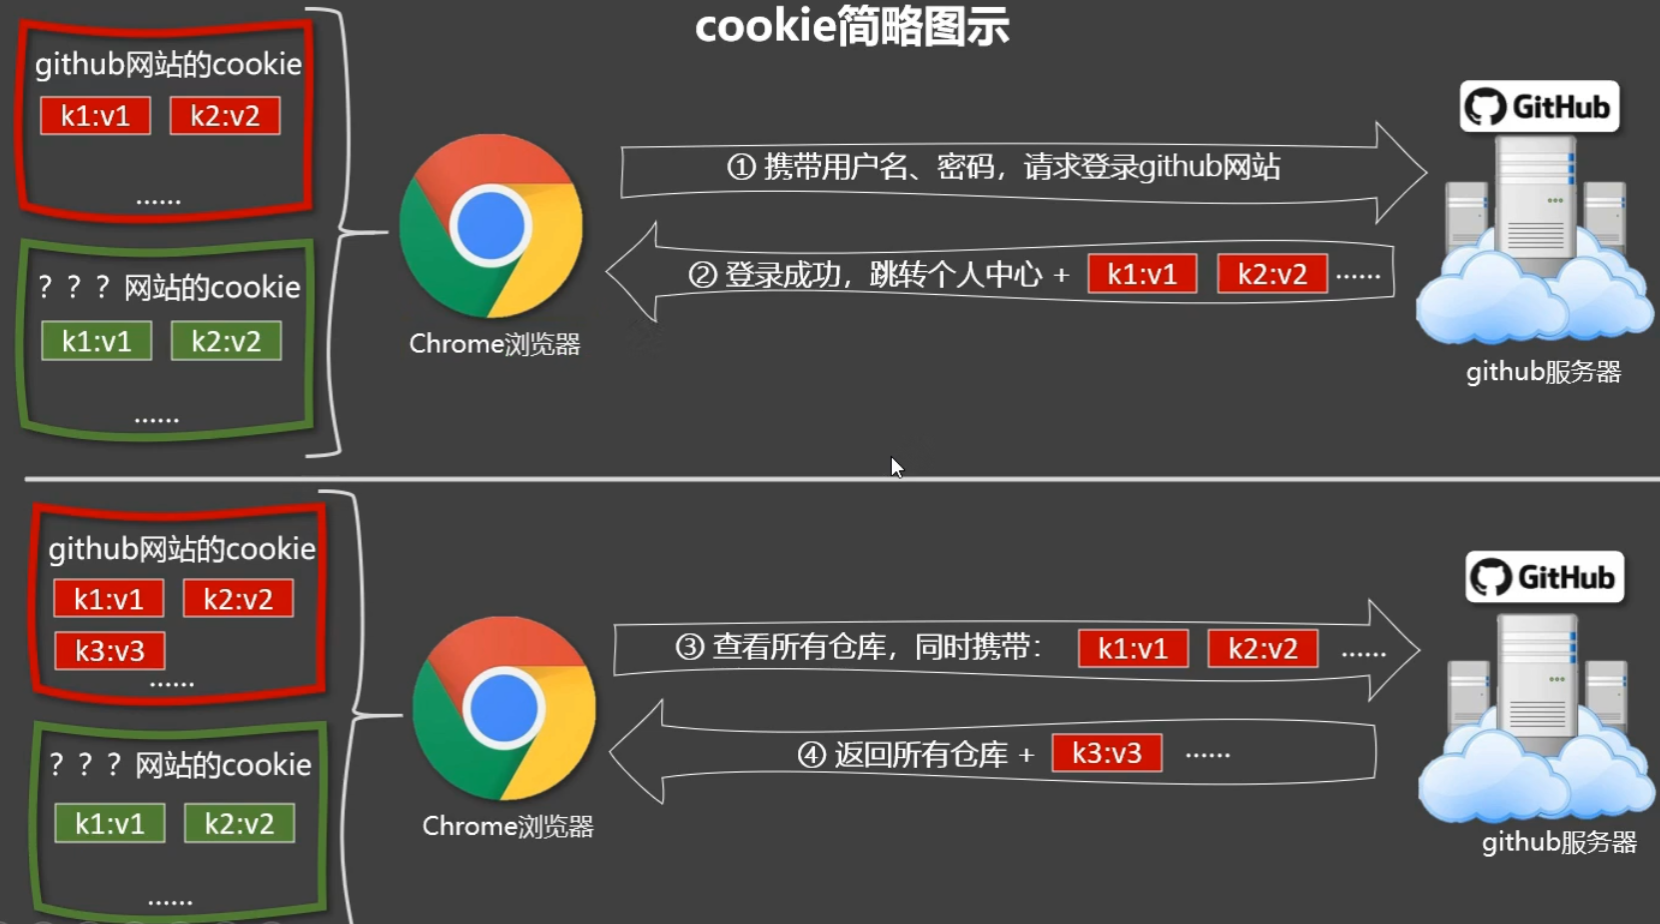 cookie简略图示
github网站的cookie
k1:v1 k2:v2
......
? ? ? 网站的cookie
k1:v1 k2:v2
......
Chrome浏览器
① 携带用户名、密码，请求登录github网站
② 登录成功，跳转个人中心 + k1:v1 k2:v2 ......
GitHub
github服务器
github网站的cookie
k1:v1 k2:v2
k3:v3
......
? ? ? 网站的cookie
k1:v1 k2:v2
......
Chrome浏览器
③ 查看所有仓库，同时携带： k1:v1 k2:v2 ......
④ 返回所有仓库 + k3:v3 ......
GitHub
github服务器